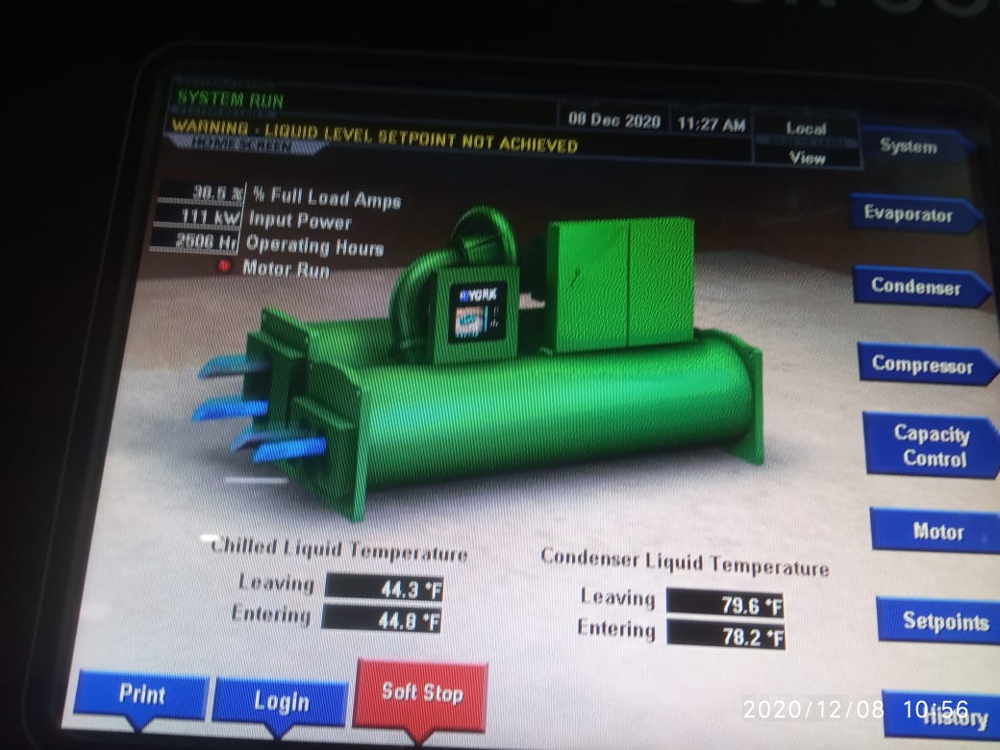 SYSTEM RUN
08 Dec 2020 11:27 AM
Local
WARNING - LIQUID LEVEL SETPOINT NOT ACHIEVED
HOME SCREEN
View
System
38.5 % % Full Load Amps
111 kW Input Power
2506 Hr Operating Hours
Motor Run
YORK
Evaporator
Condenser
Compressor
Capacity
Control
Motor
Setpoints
History
Chilled Liquid Temperature
Leaving 44.3 °F
Entering 44.8 °F
Condenser Liquid Temperature
Leaving 79.6 °F
Entering 78.2 °F
Print
Login
Soft Stop
2020/12/08 10:56